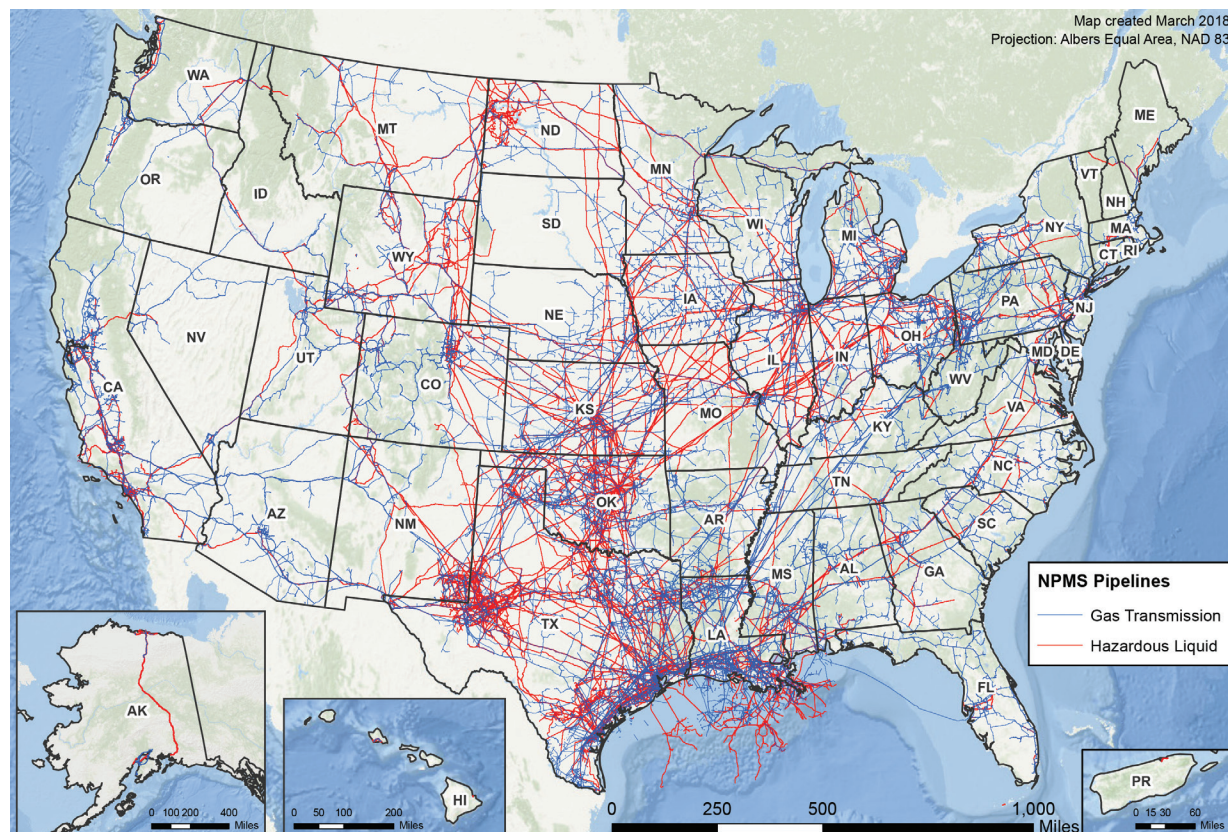 Map created March 2018
Projection: Albers Equal Area, NAD 83
WA
MT
ND
MN
ME
OR
ID
SD
WI
MI
VT
NH
NY
MA
CT
RI
WY
NE
IA
PA
NJ
NV
UT
CO
IL
IN
OH
MD
DE
WV
VA
CA
KS
MO
KY
NC
TN
AZ
NM
OK
AR
SC
MS
AL
GA
TX
LA
FL
NPMS Pipelines
Gas Transmission
Hazardous Liquid
AK
0 100 200 400
Miles
HI
0 50 100 200
Miles
0 250 500 1,000
Miles
PR
0 15 30 60
Miles